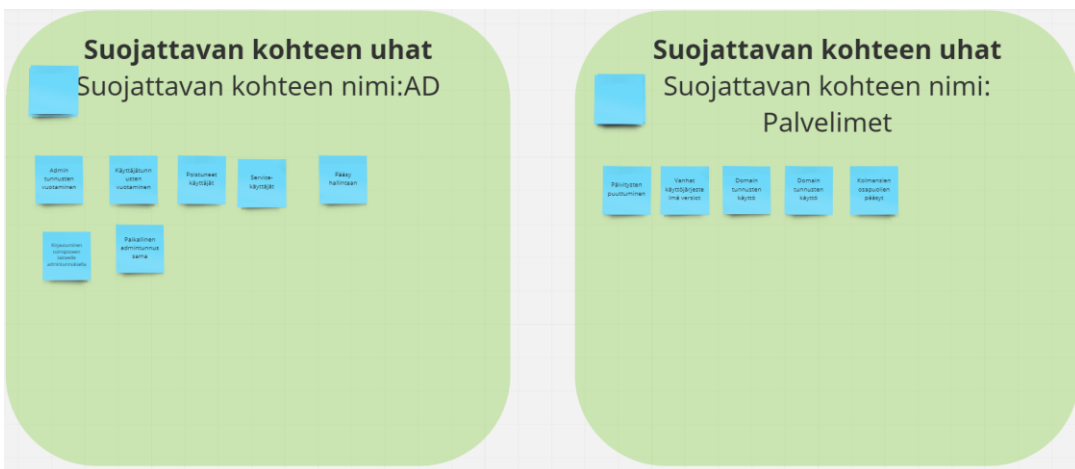 Suojattavan kohteen uhat
Suojattavan kohteen nimi:AD
Admin
tunnusten
vuotaminen
Käyttäjätunn
usten
vuotaminen
Poistuneet
käyttäjät
Service-
käyttäjät
Pääsy
hallintaan
Kirjautuminen
admintunnuksella
Paikallinen
admintunnus
sama
Suojattavan kohteen uhat
Suojattavan kohteen nimi:
Palvelimet
Päivitysten
puuttuminen
Vanhat
käyttöjärjeste
lmä versiot
Domain
tunnusten
käyttö
Domain
tunnusten
käyttö
Kolmansien
osapuolien
pääsyt